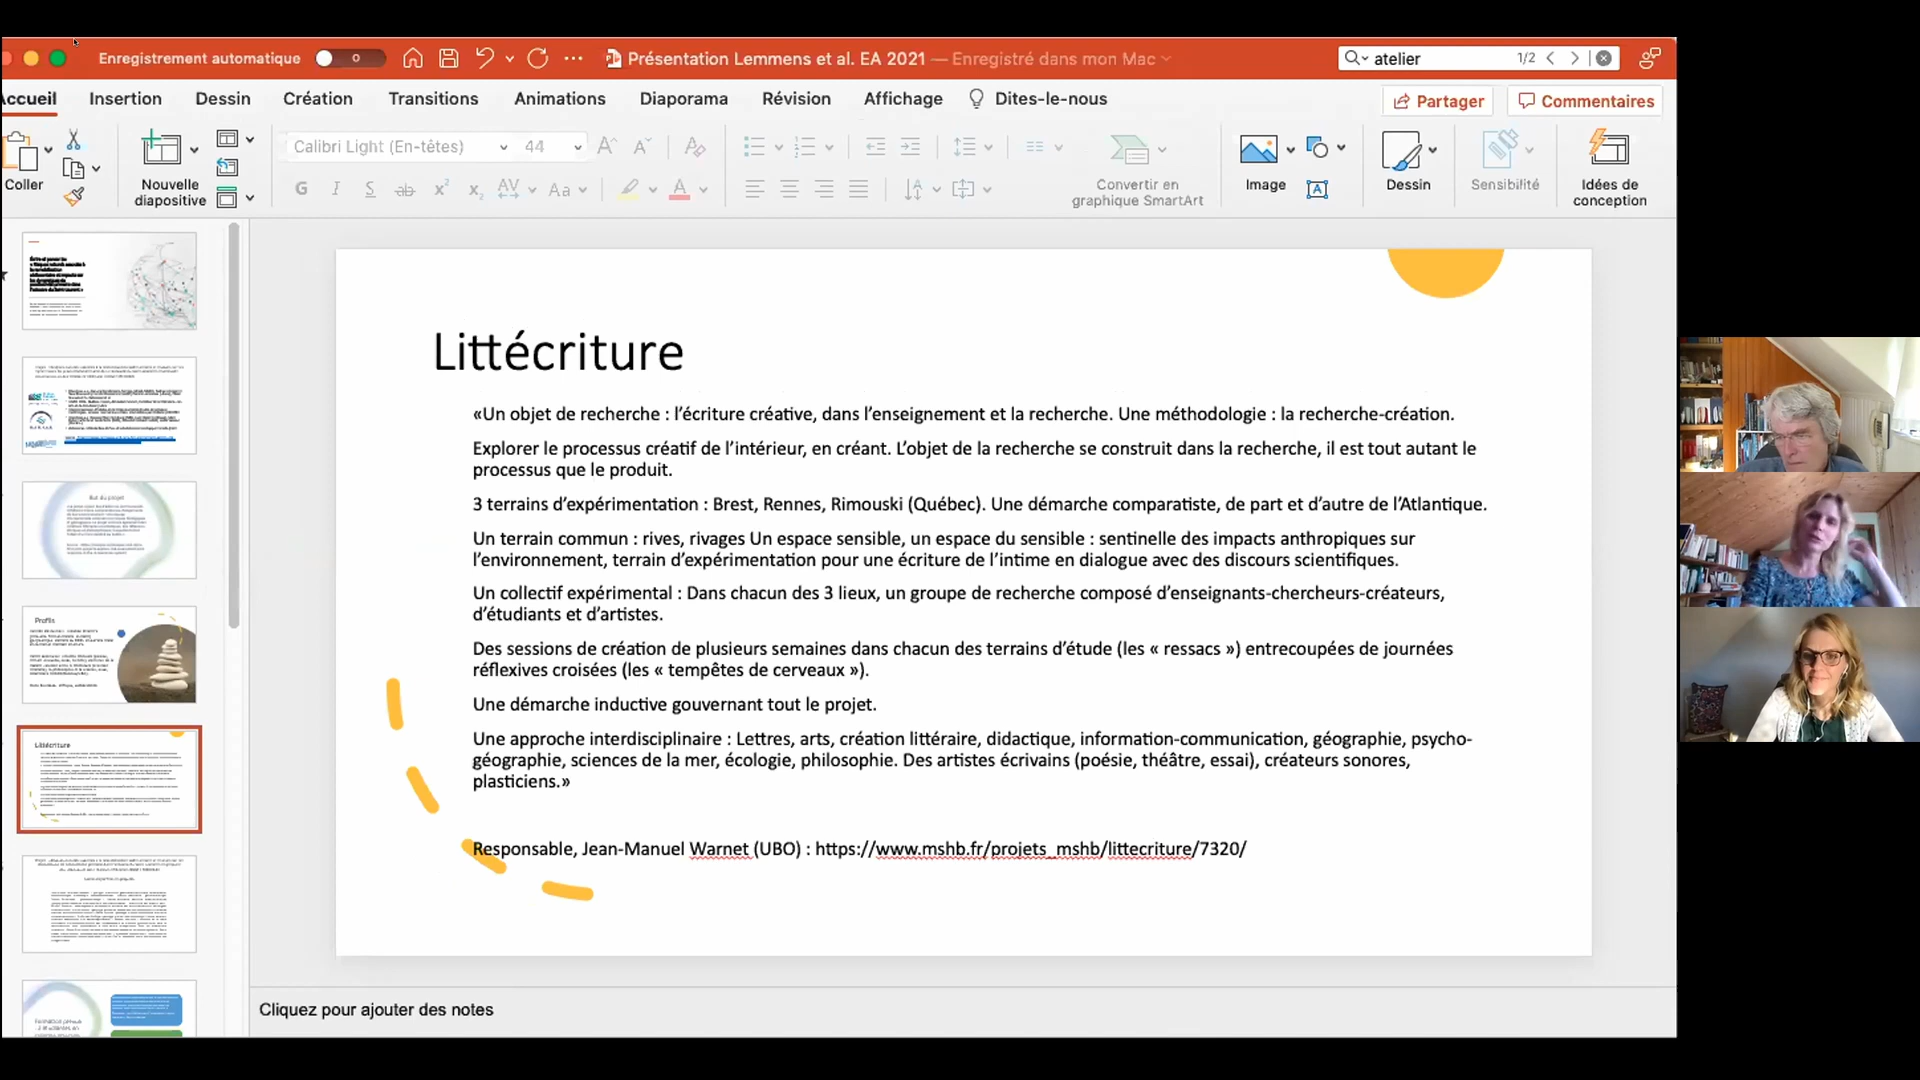 Enregistrement automatique
Présentation Lemmens et al. EA 2021 — Enregistré dans mon Mac
atelier
1/2
Accueil
Insertion
Dessin
Création
Transitions
Animations
Diaporama
Révision
Affichage
Dites-le-nous
Partager
Commentaires
Coller
Nouvelle
diapositive
Calibri Light (En-têtes)
44
Convertir en
graphique SmartArt
Image
Dessin
Sensibilité
Idées de
conception
Littécriture
«Un objet de recherche : l'écriture créative, dans l'enseignement et la recherche. Une méthodologie : la recherche-création.
Explorer le processus créatif de l'intérieur, en créant. L'objet de la recherche se construit dans la recherche, il est tout autant le
processus que le produit.
3 terrains d'expérimentation : Brest, Rennes, Rimouski (Québec). Une démarche comparatiste, de part et d'autre de l'Atlantique.
Un terrain commun : rives, rivages Un espace sensible, un espace du sensible : sentinelle des impacts anthropiques sur
l'environnement, terrain d'expérimentation pour une écriture de l'intime en dialogue avec des discours scientifiques.
Un collectif expérimental : Dans chacun des 3 lieux, un groupe de recherche composé d'enseignants-chercheurs-créateurs,
d'étudiants et d'artistes.
Des sessions de création de plusieurs semaines dans chacun des terrains d'étude (les « ressacs ») entrecoupées de journées
réflexives croisées (les « tempêtes de cerveaux »).
Une démarche inductive gouvernant tout le projet.
Une approche interdisciplinaire : Lettres, arts, création littéraire, didactique, information-communication, géographie, psycho-
géographie, sciences de la mer, écologie, philosophie. Des artistes écrivains (poésie, théâtre, essai), créateurs sonores,
plasticiens.»
Responsable, Jean-Manuel Warnet (UBO) : https://www.mshb.fr/projets_mshb/littecriture/7320/
But du projet
Profils
Littécriture
Cliquez pour ajouter des notes